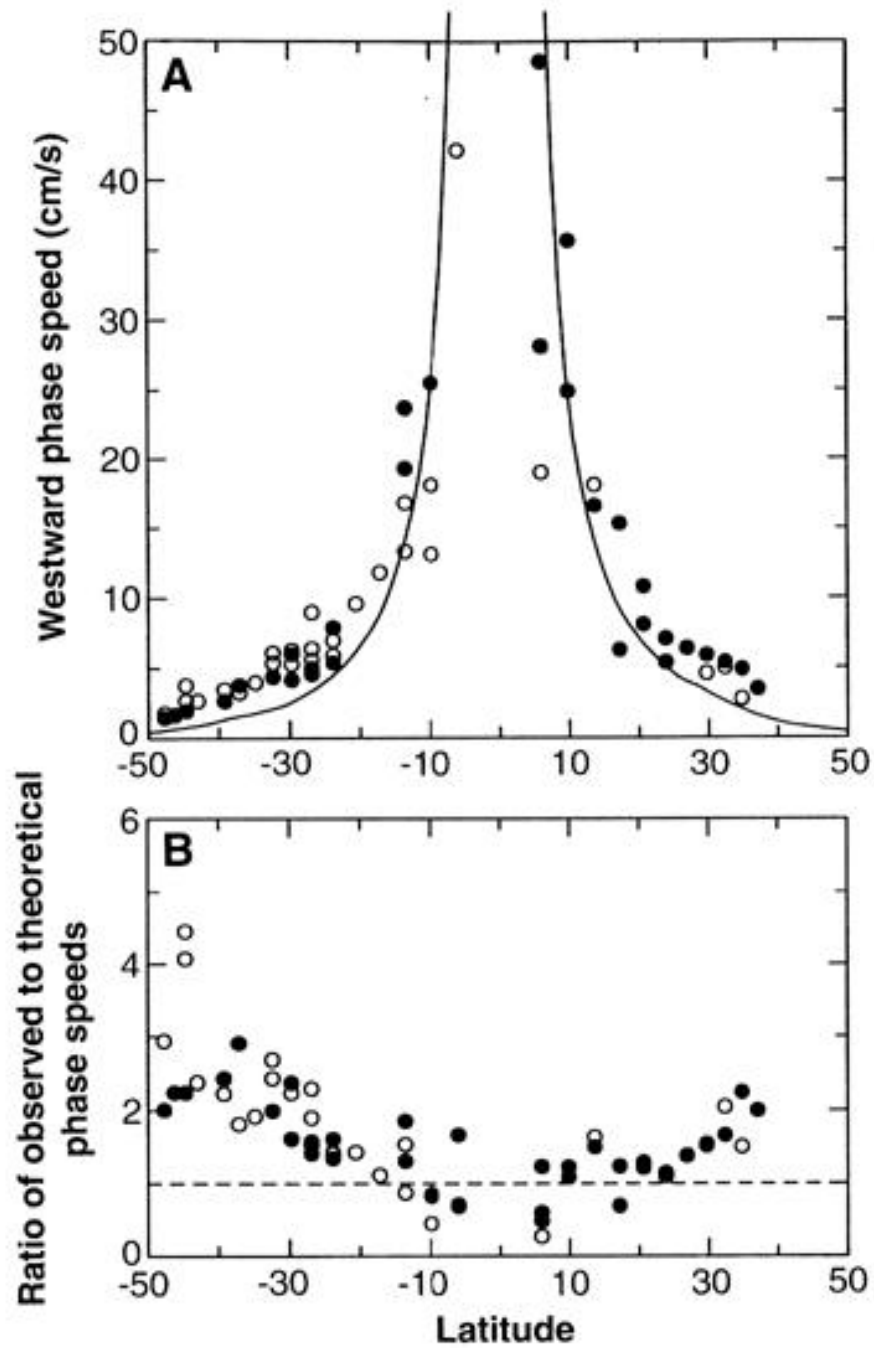 A
Westward phase speed (cm/s)
50
40
30
20
10
0
-50 -30 -10 10 30 50
B
Ratio of observed to theoretical
phase speeds
6
4
2
0
-50 -30 -10 10 30 50
Latitude